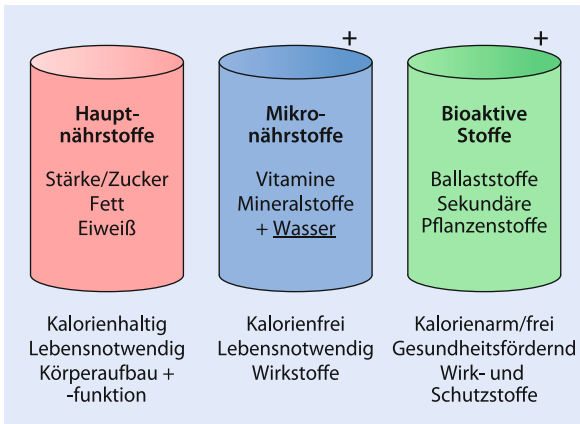 Haupt-
nährstoffe
Stärke/Zucker
Fett
Eiweiß
Kalorienhaltig
Lebensnotwendig
Körperaufbau +
-funktion
+
Mikro-
nährstoffe
Vitamine
Mineralstoffe
+ Wasser
Kalorienfrei
Lebensnotwendig
Wirkstoffe
+
Bioaktive
Stoffe
Ballaststoffe
Sekundäre
Pflanzenstoffe
Kalorienarm/frei
Gesundheitsfördernd
Wirk- und
Schutzstoffe